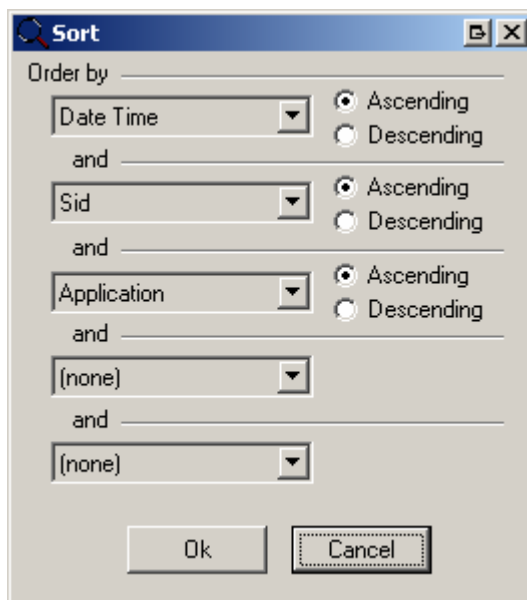 Sort
Order by
Date Time
Ascending
Descending
and
Sid
Ascending
Descending
and
Application
Ascending
Descending
and
(none)
and
(none)
Ok Cancel